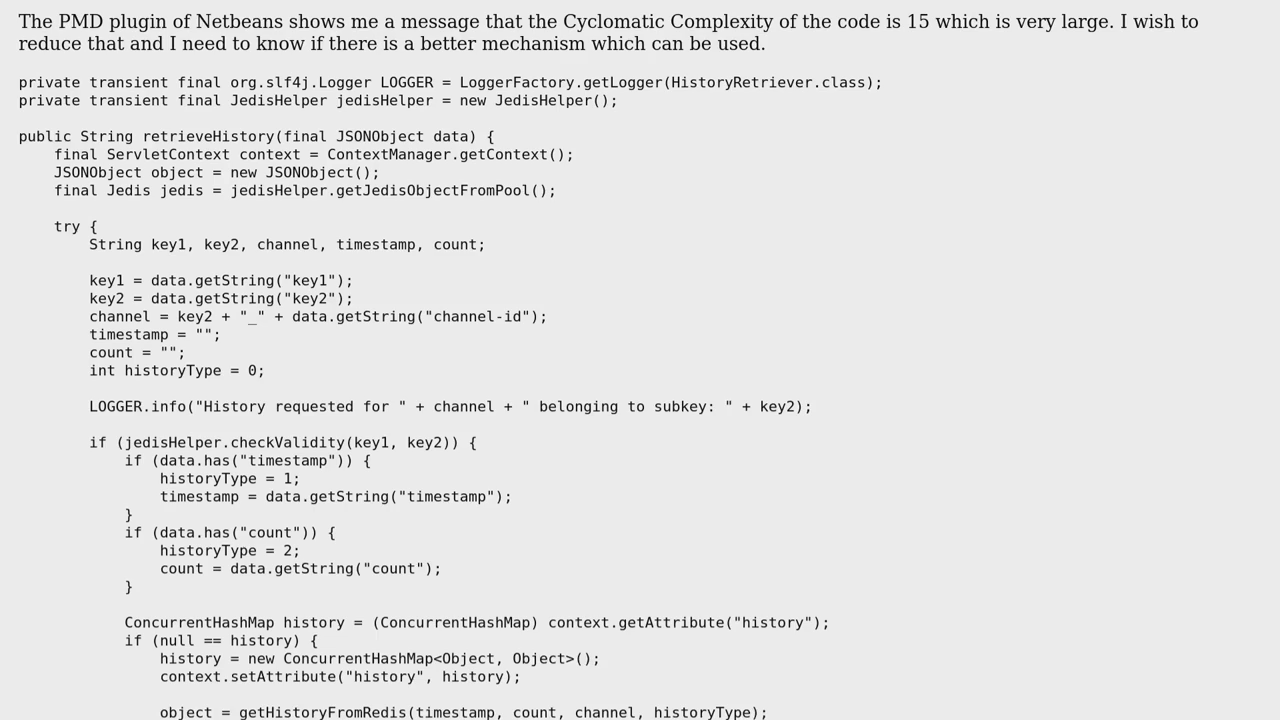 The PMD plugin of Netbeans shows me a message that the Cyclomatic Complexity of the code is 15 which is very large. I wish to
reduce that and I need to know if there is a better mechanism which can be used.
private transient final org.slf4j.Logger LOGGER = LoggerFactory.getLogger(HistoryRetriever.class);
private transient final JedisHelper jedisHelper = new JedisHelper();
public String retrieveHistory(final JSONObject data) {
    final ServletContext context = ContextManager.getContext();
    JSONObject object = new JSONObject();
    final Jedis jedis = jedisHelper.getJedisObjectFromPool();
    try {
        String key1, key2, channel, timestamp, count;
        key1 = data.getString("key1");
        key2 = data.getString("key2");
        channel = key2 + "_" + data.getString("channel-id");
        timestamp = "";
        count = "";
        int historyType = 0;
        LOGGER.info("History requested for " + channel + " belonging to subkey: " + key2);
        if (jedisHelper.checkValidity(key1, key2)) {
            if (data.has("timestamp")) {
                historyType = 1;
                timestamp = data.getString("timestamp");
            }
            if (data.has("count")) {
                historyType = 2;
                count = data.getString("count");
            }
            ConcurrentHashMap history = (ConcurrentHashMap) context.getAttribute("history");
            if (null == history) {
                history = new ConcurrentHashMap<Object, Object>();
                context.setAttribute("history", history);
                object = getHistoryFromRedis(timestamp, count, channel, historyType);